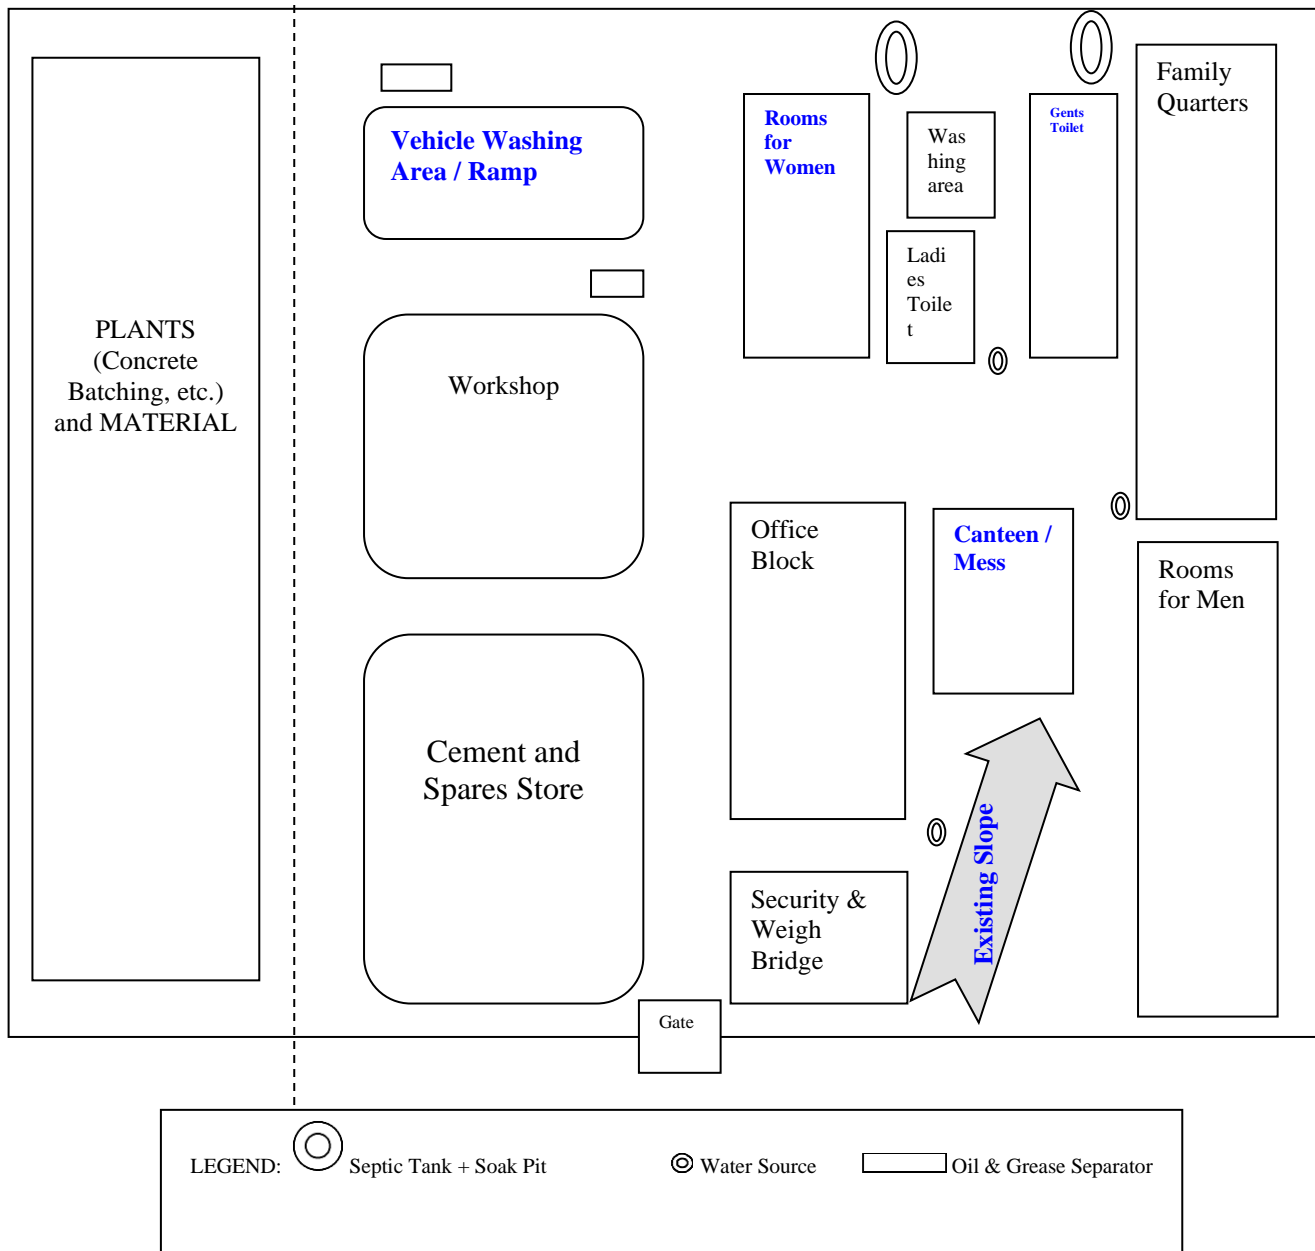 PLANTS
(Concrete
Batching, etc.)
and MATERIAL
Vehicle Washing
Area / Ramp
Workshop
Cement and
Spares Store
Rooms
for
Women
Was
hing
area
Ladi
es
Toile
t
Gents
Toilet
Family
Quarters
Office
Block
Canteen /
Mess
Rooms
for Men
Existing Slope
Security &
Weigh
Bridge
Gate
LEGEND: Septic Tank + Soak Pit Water Source Oil & Grease Separator